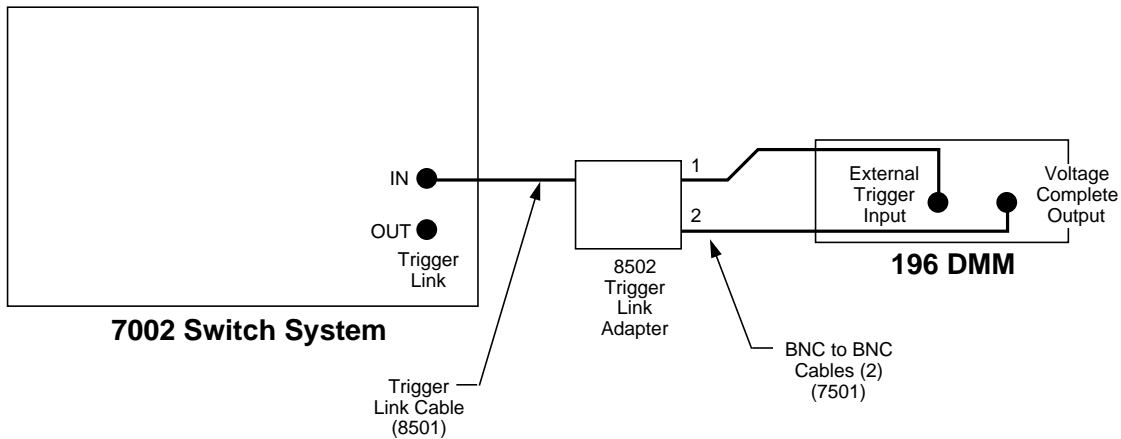 IN
OUT
Trigger
Link
7002 Switch System
Trigger
Link Cable
(8501)
8502
Trigger
Link
Adapter
1
2
BNC to BNC
Cables (2)
(7501)
External
Trigger
Input
Voltage
Complete
Output
196 DMM